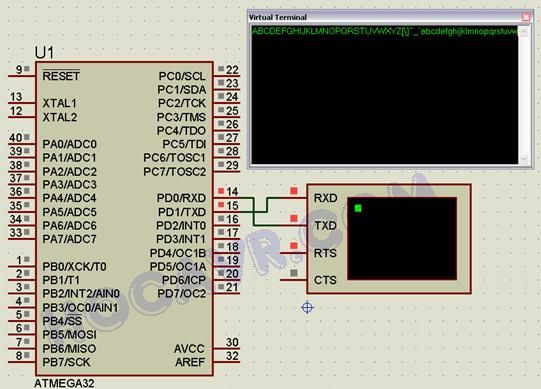 Virtual Terminal
ABCDEFGHIJKLMNOPQRSTUVWXYZ[\]^_`abcdefghijklmnopqrstuvw
U1
9 RESET PC0/SCL 22
PC1/SDA 23
13 XTAL1 PC2/TCK 24
12 XTAL2 PC3/TMS 25
PC4/TDO 26
40 PA0/ADC0 PC5/TDI 27
39 PA1/ADC1 PC6/TOSC1 28
38 PA2/ADC2 PC7/TOSC2 29
37 PA3/ADC3
36 PA4/ADC4 PD0/RXD 14
35 PA5/ADC5 PD1/TXD 15
34 PA6/ADC6 PD2/INT0 16
33 PA7/ADC7 PD3/INT1 17
PD4/OC1B 18
1 PB0/XCK/T0 PD5/OC1A 19
2 PB1/T1 PD6/ICP 20
3 PB2/INT2/AIN0 PD7/OC2 21
4 PB3/OC0/AIN1
5 PB4/SS
6 PB5/MOSI
7 PB6/MISO AVCC 30
8 PB7/SCK AREF 32
ATMEGA32
RXD
TXD
RTS
CTS